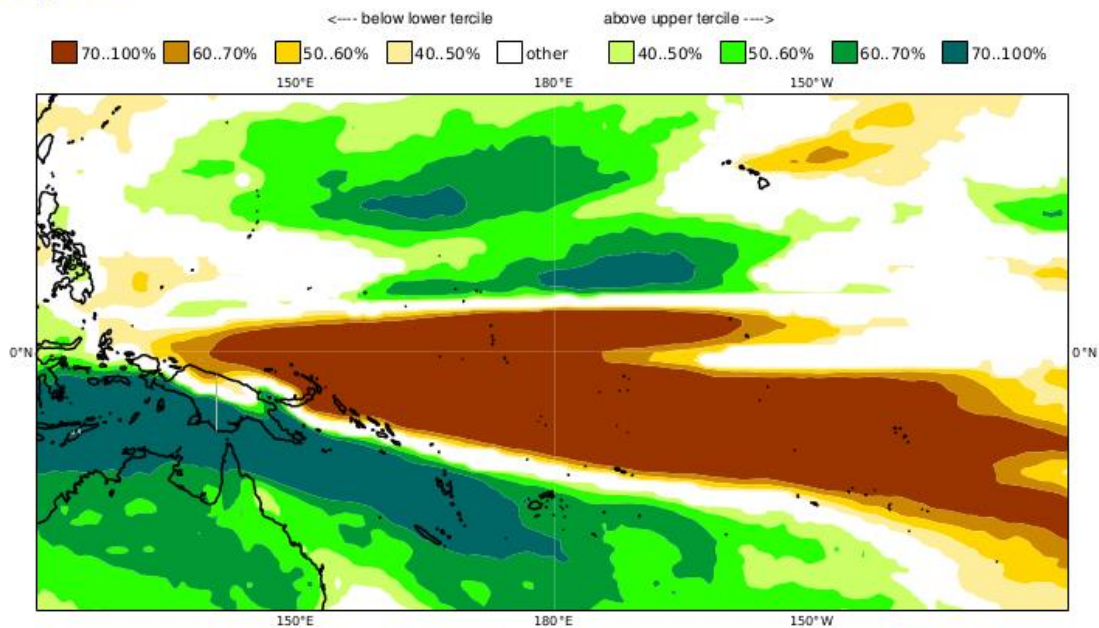 <---- below lower tercile above upper tercile ---->
70..100% 60..70% 50..60% 40..50% other 40..50% 50..60% 60..70% 70..100%
150°E 180°E 150°W
0°N 0°N
150°E 180°E 150°W